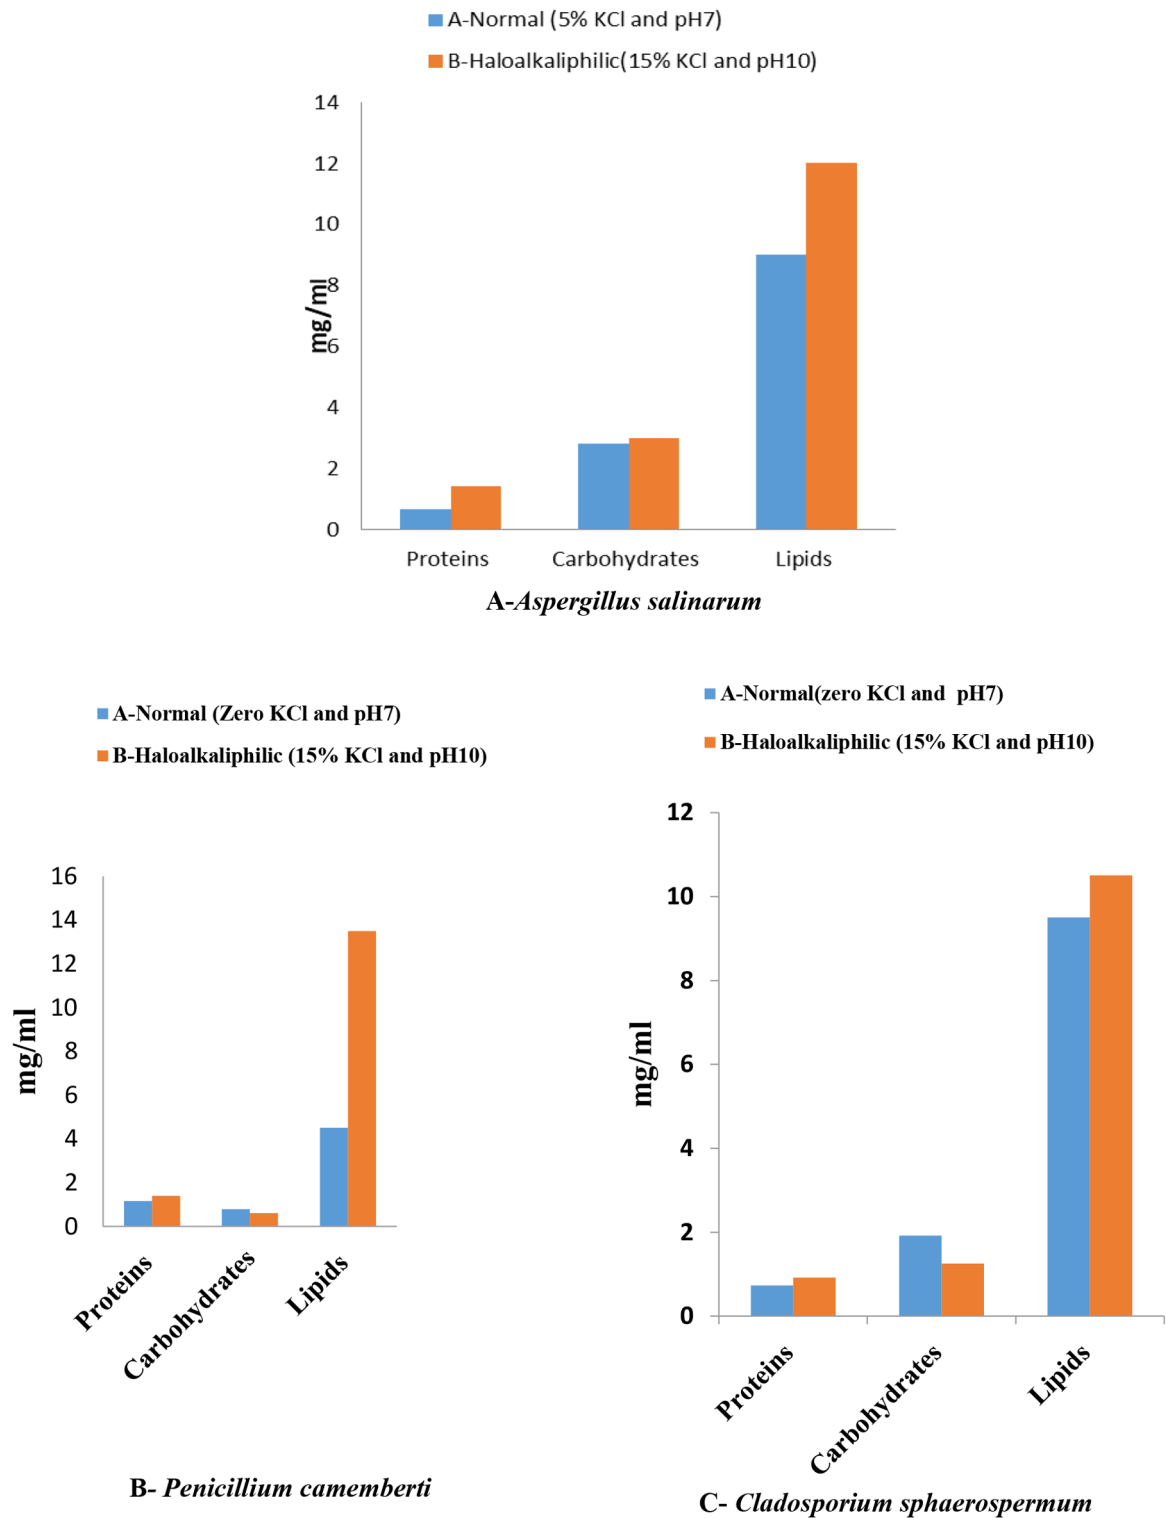 A-Normal (5% KCl and pH7)
B-Haloalkaliphilic(15% KCl and pH10)
14
12
10
8
6
4
2
0
mg/ml
Proteins Carbohydrates Lipids
A-Aspergillus salinarum
A-Normal (Zero KCl and pH7)
B-Haloalkaliphilic (15% KCl and pH10)
16
14
12
10
8
6
4
2
0
mg/ml
Proteins
Carbohydrates
Lipids
B- Penicillium camemberti
A-Normal(zero KCl and pH7)
B-Haloalkaliphilic (15% KCl and pH10)
12
10
8
6
4
2
0
mg/ml
Proteins
Carbohydrates
Lipids
C- Cladosporium sphaerospermum